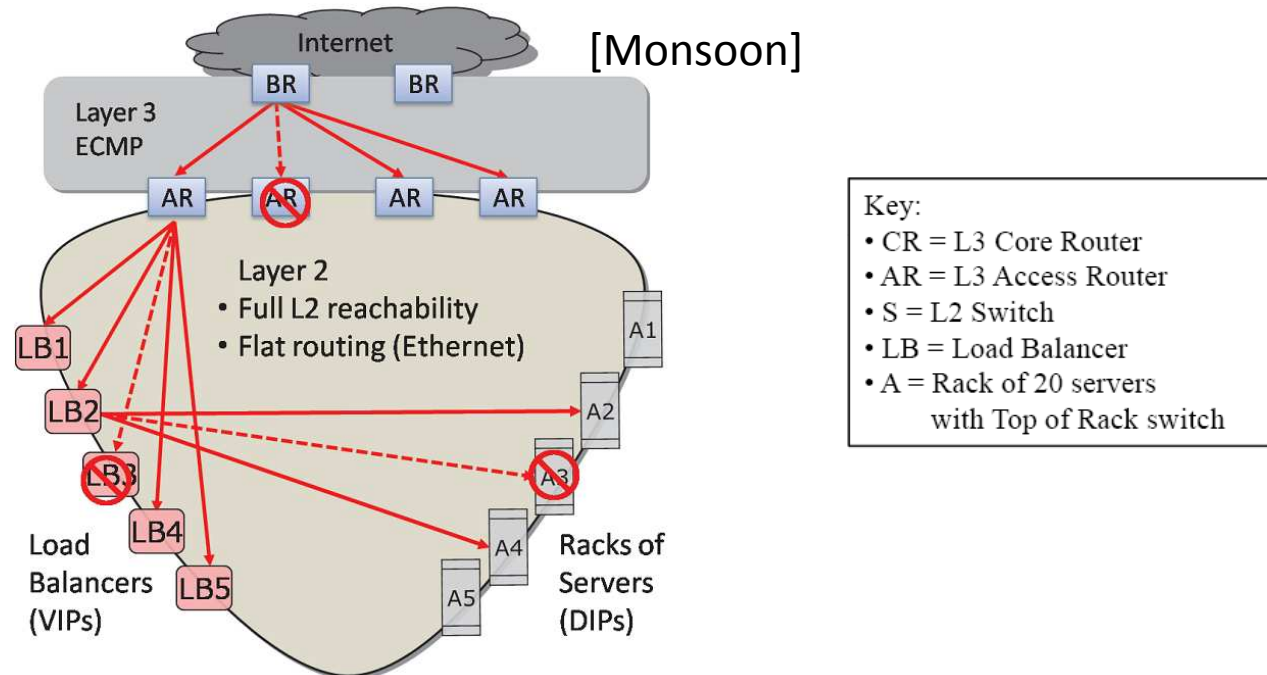 Internet
[Monsoon]
BR
BR
Layer 3
ECMP
AR
AR
AR
AR
Layer 2
• Full L2 reachability
• Flat routing (Ethernet)
LB1
LB2
LB3
LB4
LB5
A1
A2
A3
A4
A5
Load
Balancers
(VIPs)
Racks of
Servers
(DIPs)
Key:
• CR = L3 Core Router
• AR = L3 Access Router
• S = L2 Switch
• LB = Load Balancer
• A = Rack of 20 servers
with Top of Rack switch